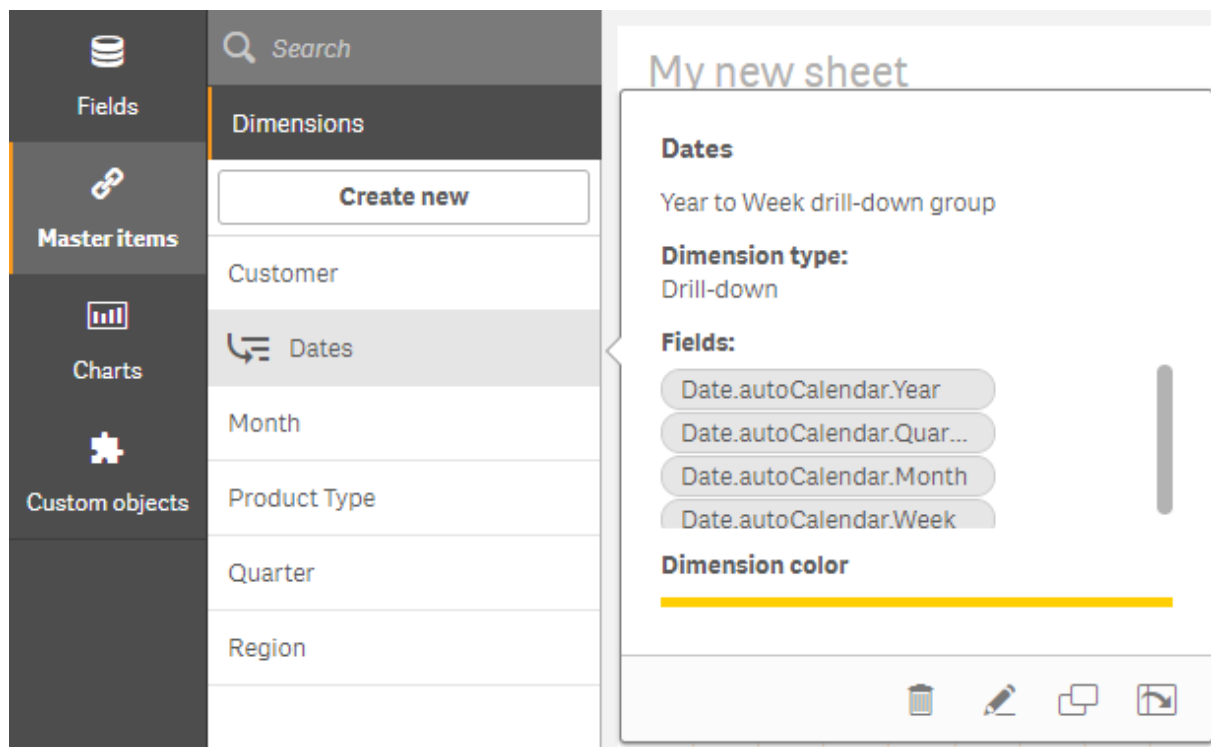 Fields
Master items
Charts
Custom objects
Search
Dimensions
Create new
Customer
Dates
Month
Product Type
Quarter
Region
My new sheet
Dates
Year to Week drill-down group
Dimension type:
Drill-down
Fields:
Date.autoCalendar.Year
Date.autoCalendar.Quar...
Date.autoCalendar.Month
Date.autoCalendar.Week
Dimension color